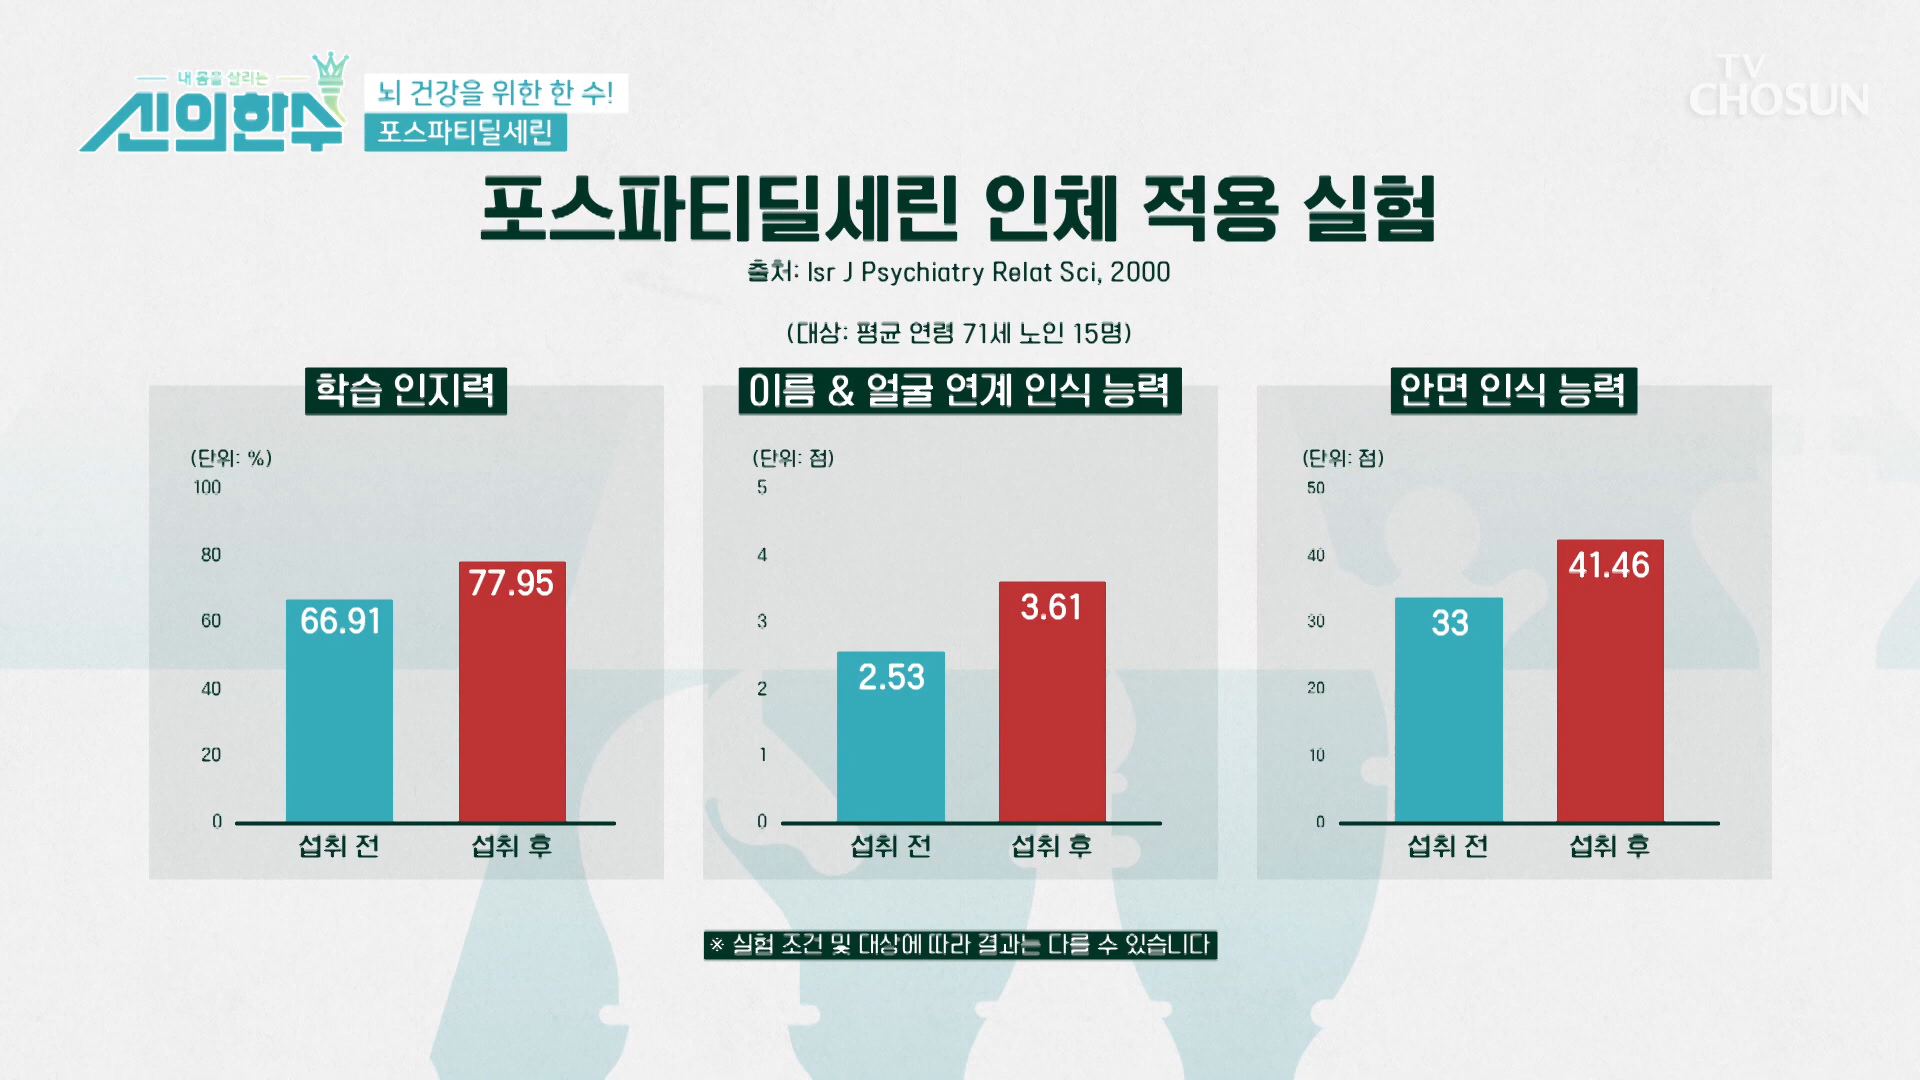 내 몸을 살리는
신의한수
뇌 건강을 위한 한 수!
포스파티딜세린
TV
CHOSUN
포스파티딜세린 인체 적용 실험
출처: Isr J Psychiatry Relat Sci, 2000
(대상: 평균 연령 71세 노인 15명)
학습 인지력
(단위: %)
100
80
60
40
20
0
66.91
77.95
섭취 전
섭취 후
이름 & 얼굴 연계 인식 능력
(단위: 점)
5
4
3
2
1
0
2.53
3.61
섭취 전
섭취 후
안면 인식 능력
(단위: 점)
50
40
30
20
10
0
33
41.46
섭취 전
섭취 후
※ 실험 조건 및 대상에 따라 결과는 다를 수 있습니다